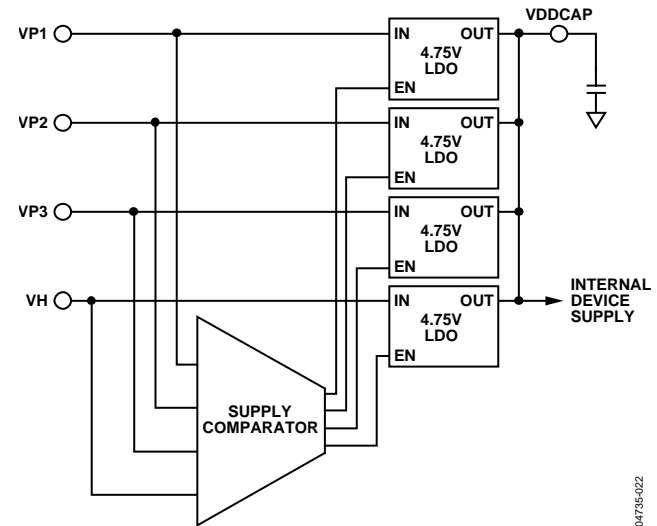 VDDCAP
VP1
IN
OUT
4.75V
LDO
EN
VP2
IN
OUT
4.75V
LDO
EN
VP3
IN
OUT
4.75V
LDO
EN
VH
IN
OUT
4.75V
LDO
EN
INTERNAL
DEVICE
SUPPLY
SUPPLY
COMPARATOR
04735-022